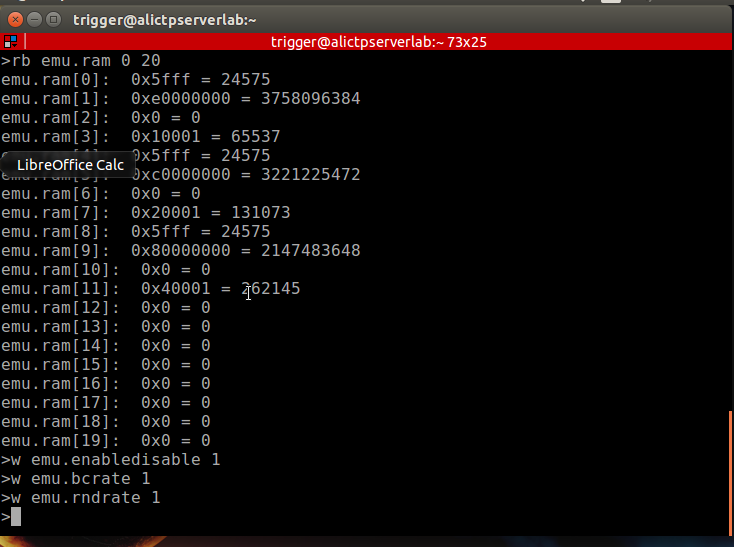 trigger@alictpserverlab:~
trigger@alictpserverlab:~ 73x25
>rb emu.ram 0 20
emu.ram[0]:  0x5fff = 24575
emu.ram[1]:  0xe0000000 = 3758096384
emu.ram[2]:  0x0 = 0
emu.ram[3]:  0x10001 = 65537
emu.ram[4]:  0x5fff = 24575
LibreOffice Calc
0xc0000000 = 3221225472
emu.ram[6]:  0x0 = 0
emu.ram[7]:  0x20001 = 131073
emu.ram[8]:  0x5fff = 24575
emu.ram[9]:  0x80000000 = 2147483648
emu.ram[10]:  0x0 = 0
emu.ram[11]:  0x40001 = 262145
emu.ram[12]:  0x0 = 0
emu.ram[13]:  0x0 = 0
emu.ram[14]:  0x0 = 0
emu.ram[15]:  0x0 = 0
emu.ram[16]:  0x0 = 0
emu.ram[17]:  0x0 = 0
emu.ram[18]:  0x0 = 0
emu.ram[19]:  0x0 = 0
>w emu.enabledisable 1
>w emu.bcrate 1
>w emu.rndrate 1
>